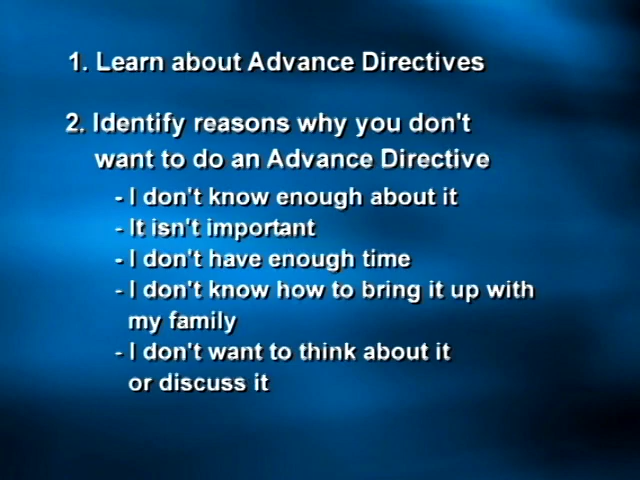 1. Learn about Advance Directives
2. Identify reasons why you don't
want to do an Advance Directive
- I don't know enough about it
- It isn't important
- I don't have enough time
- I don't know how to bring it up with
my family
- I don't want to think about it
or discuss it